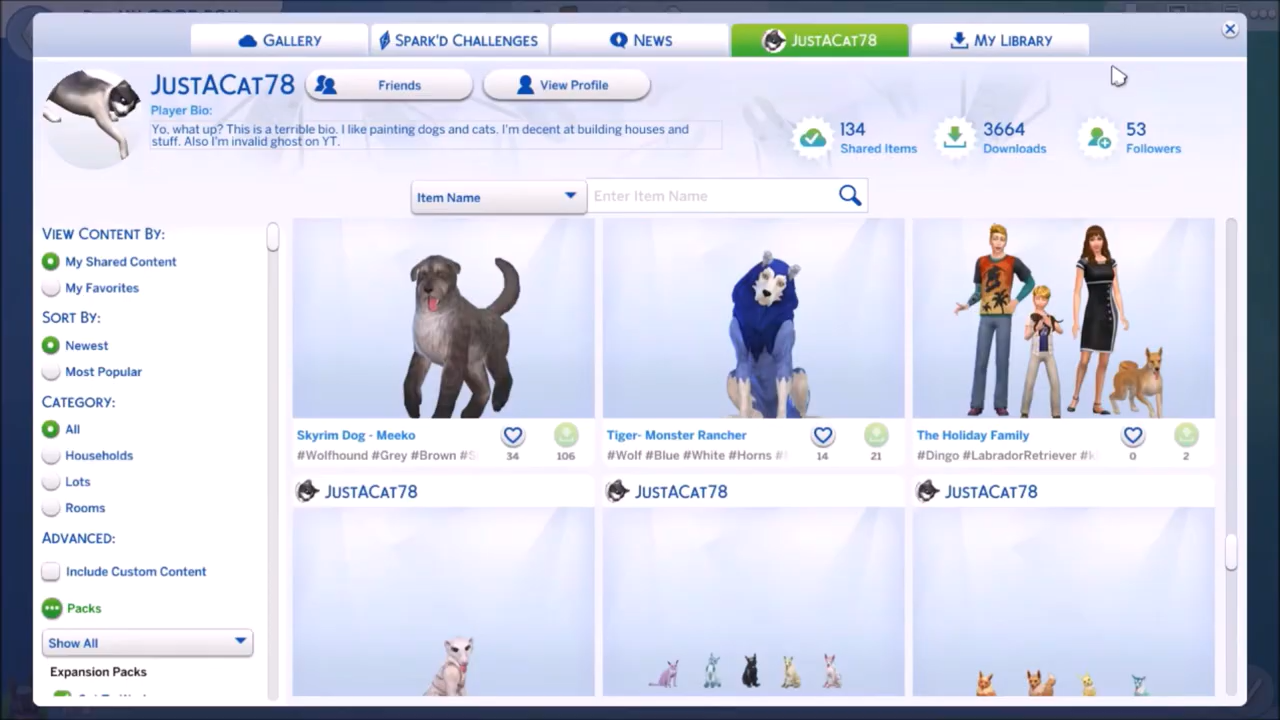 GALLERY
SPARK'D CHALLENGES
NEWS
JUSTACAT78
MY LIBRARY
JUSTACAT78
Friends
View Profile
Player Bio:
Yo, what up? This is a terrible bio. I like painting dogs and cats. I'm decent at building houses and
stuff. Also I'm invalid ghost on YT.
134
Shared Items
3664
Downloads
53
Followers
Item Name
Enter Item Name
VIEW CONTENT BY:
My Shared Content
My Favorites
SORT BY:
Newest
Most Popular
CATEGORY:
All
Households
Lots
Rooms
ADVANCED:
Include Custom Content
Packs
Show All
Expansion Packs
Skyrim Dog - Meeko
#Wolfhound #Grey #Brown #S
34
106
Tiger- Monster Rancher
#Wolf #Blue #White #Horns #
14
21
The Holiday Family
#Dingo #LabradorRetriever #k
0
2
JUSTACAT78
JUSTACAT78
JUSTACAT78